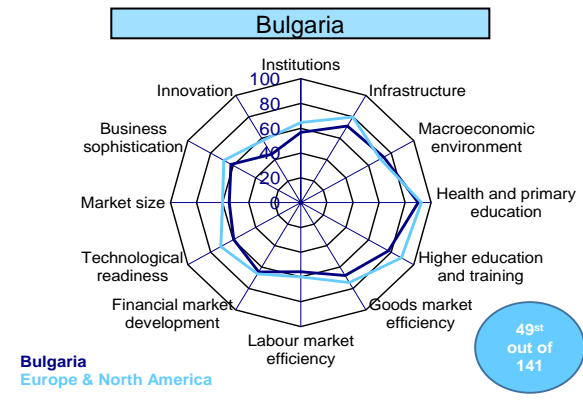 Bulgaria
Institutions
Infrastructure
Macroeconomic
environment
Health and primary
education
Higher education
and training
Goods market
efficiency
Labour market
efficiency
Financial market
development
Technological
readiness
Market size
Business
sophistication
Innovation
100
80
60
40
20
0
49st
out of
141
Bulgaria
Europe & North America